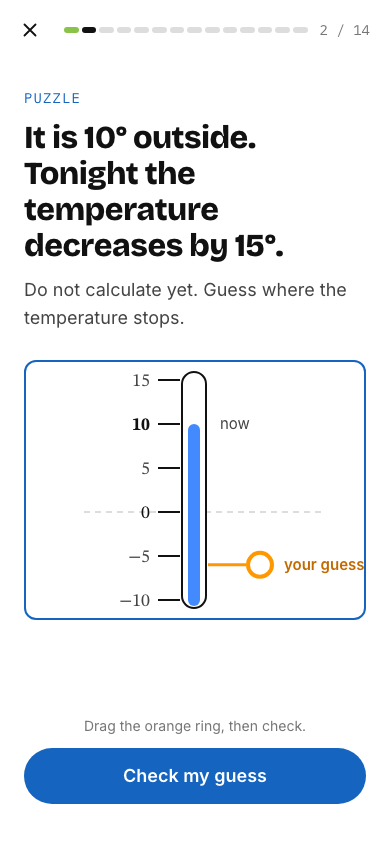 2 / 14
PUZZLE
It is 10° outside.
Tonight the
temperature
decreases by 15°.
Do not calculate yet. Guess where the
temperature stops.
15
10 now
5
0
−5
your guess
−10
Drag the orange ring, then check.
Check my guess